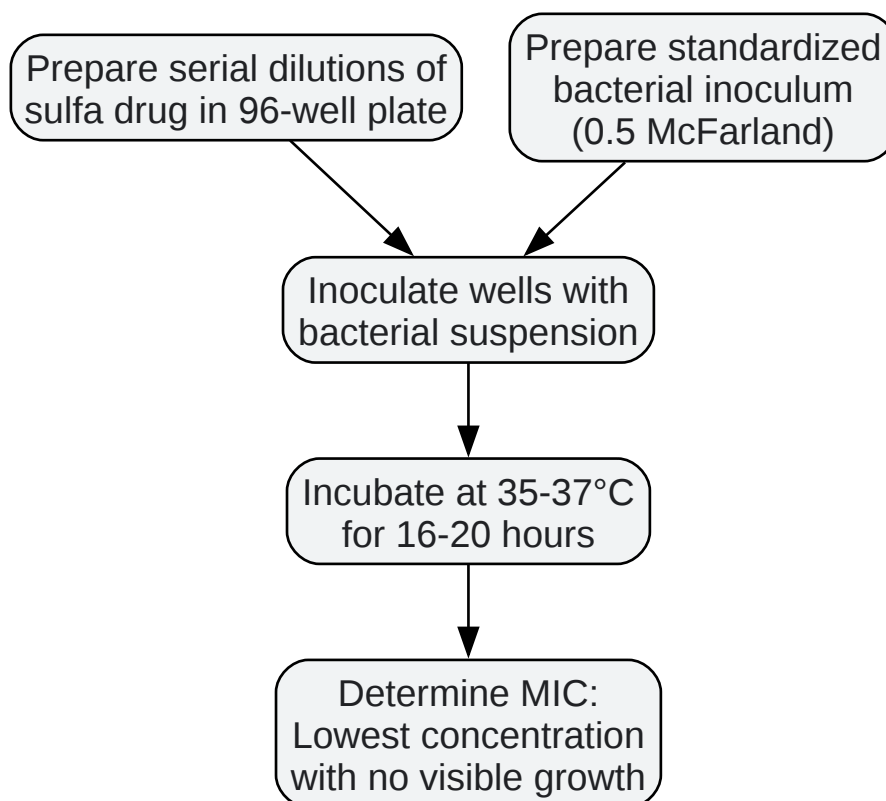 Prepare serial dilutions of
sulfa drug in 96-well plate
Prepare standardized
bacterial inoculum
(0.5 McFarland)
Inoculate wells with
bacterial suspension
Incubate at 35-37°C
for 16-20 hours
Determine MIC:
Lowest concentration
with no visible growth